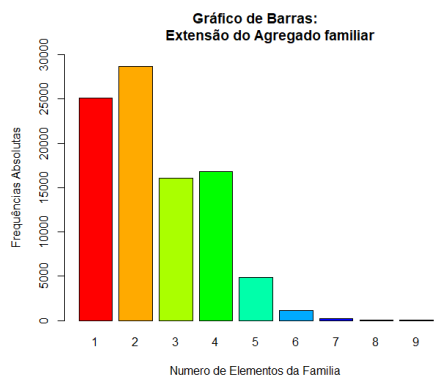 Gráfico de Barras:
Extensão do Agregado familiar
Frequências Absolutas
30000
25000
20000
15000
10000
5000
0
1 2 3 4 5 6 7 8 9
Numero de Elementos da Familia